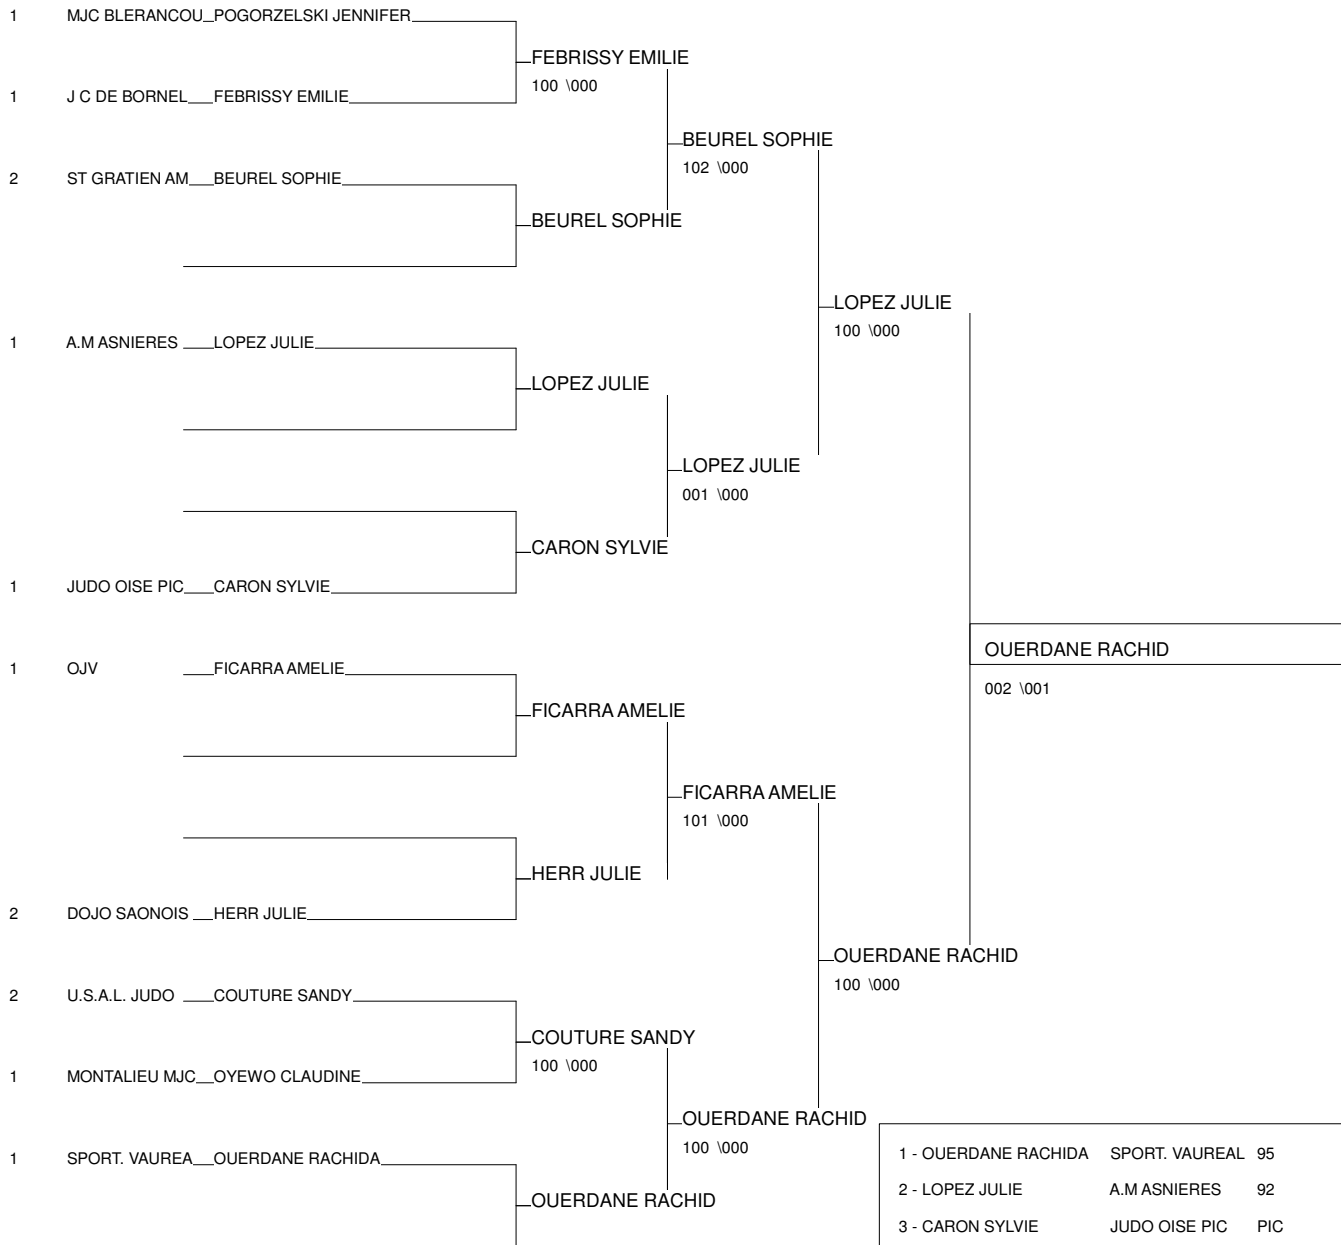 1 MJC BLERANCOU POGORZELSKI JENNIFER
FEBRISSY EMILIE
100 \000
1 J C DE BORNEL FEBRISSY EMILIE
BEUREL SOPHIE
102 \000
2 ST GRATIEN AM BEUREL SOPHIE
BEUREL SOPHIE
LOPEZ JULIE
100 \000
1 A.M ASNIERES LOPEZ JULIE
LOPEZ JULIE
LOPEZ JULIE
001 \000
CARON SYLVIE
1 JUDO OISE PIC CARON SYLVIE
OUERDANE RACHID
002 \001
1 OJV FICARRA AMELIE
FICARRA AMELIE
FICARRA AMELIE
101 \000
HERR JULIE
2 DOJO SAONOIS HERR JULIE
OUERDANE RACHID
100 \000
2 U.S.A.L. JUDO COUTURE SANDY
COUTURE SANDY
100 \000
1 MONTALIEU MJC OYEWO CLAUDINE
OUERDANE RACHID
100 \000
1 SPORT. VAUREA OUERDANE RACHIDA
OUERDANE RACHID
1 - OUERDANE RACHIDA SPORT. VAUREAL 95
2 - LOPEZ JULIE A.M ASNIERES 92
3 - CARON SYLVIE JUDO OISE PIC PIC